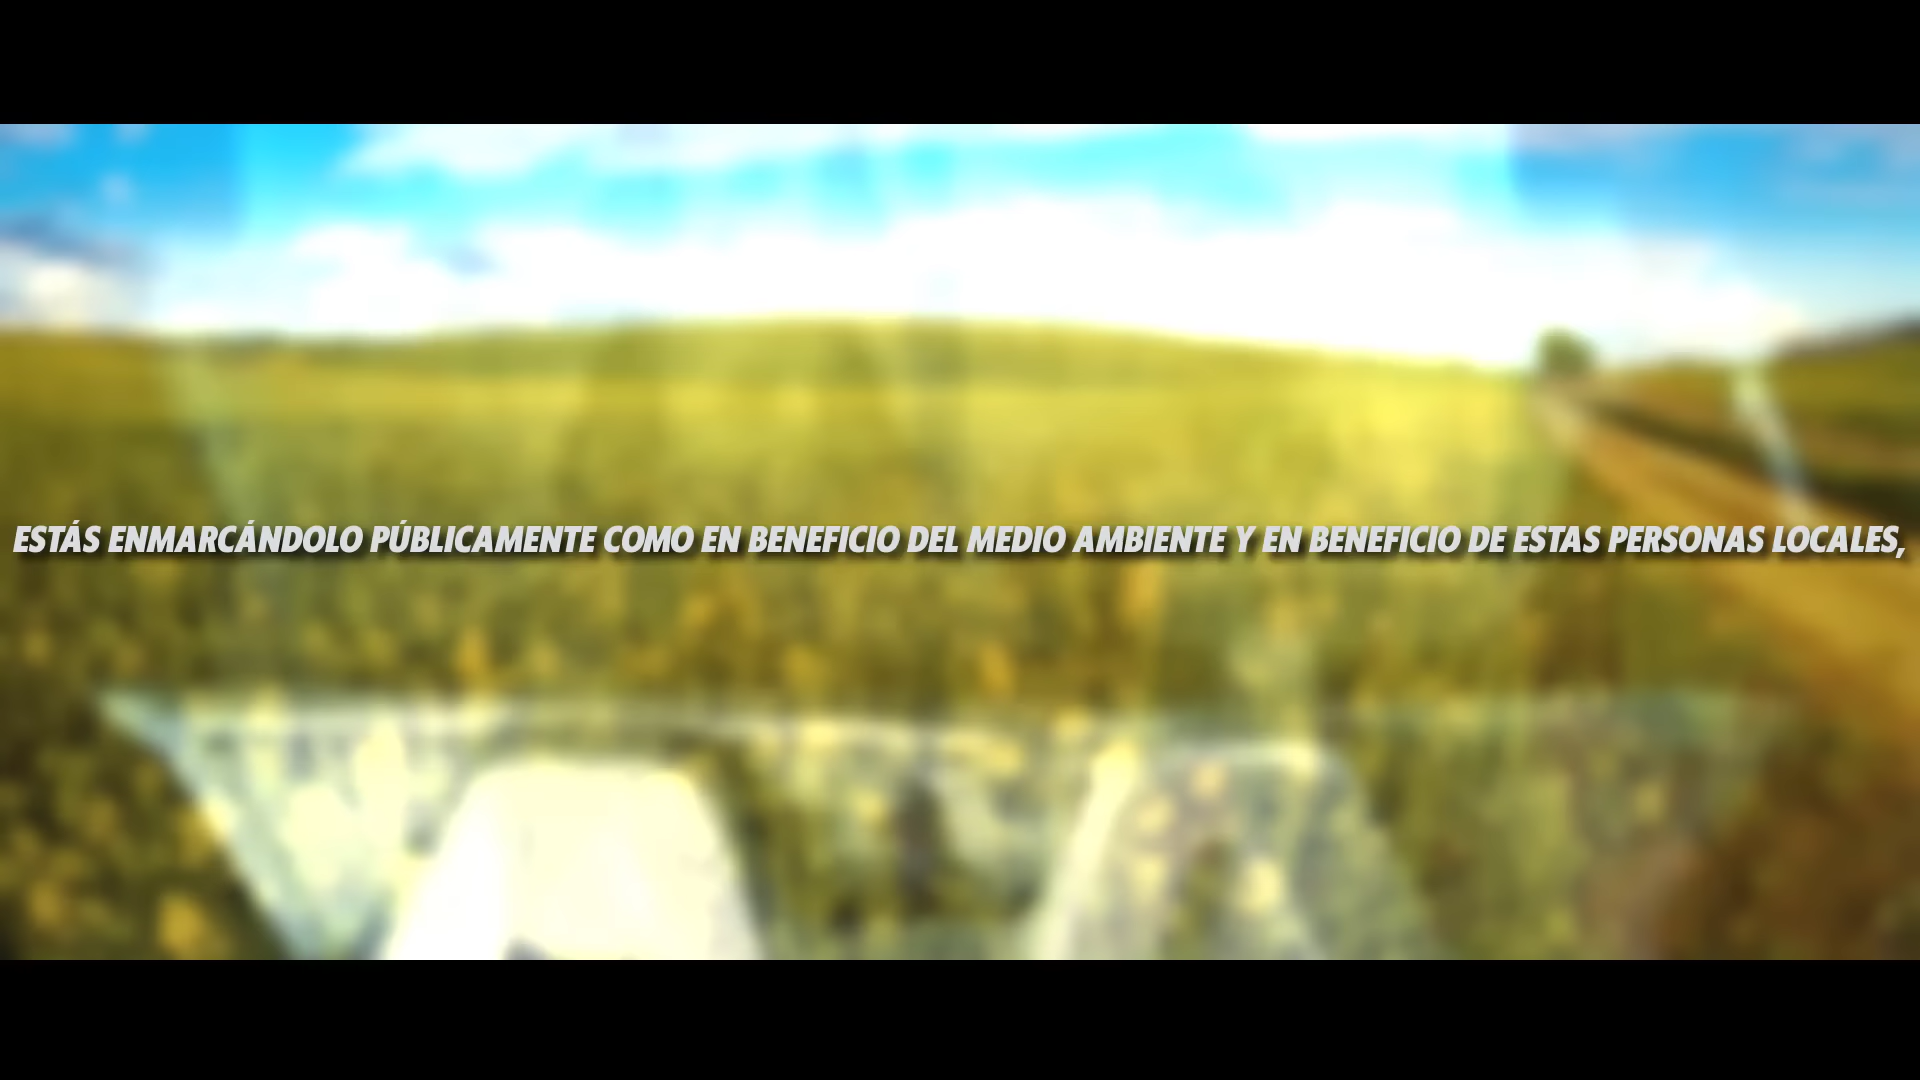 ESTÁS ENMARCÁNDOLO PÚBLICAMENTE COMO EN BENEFICIO DEL MEDIO AMBIENTE Y EN BENEFICIO DE ESTAS PERSONAS LOCALES,